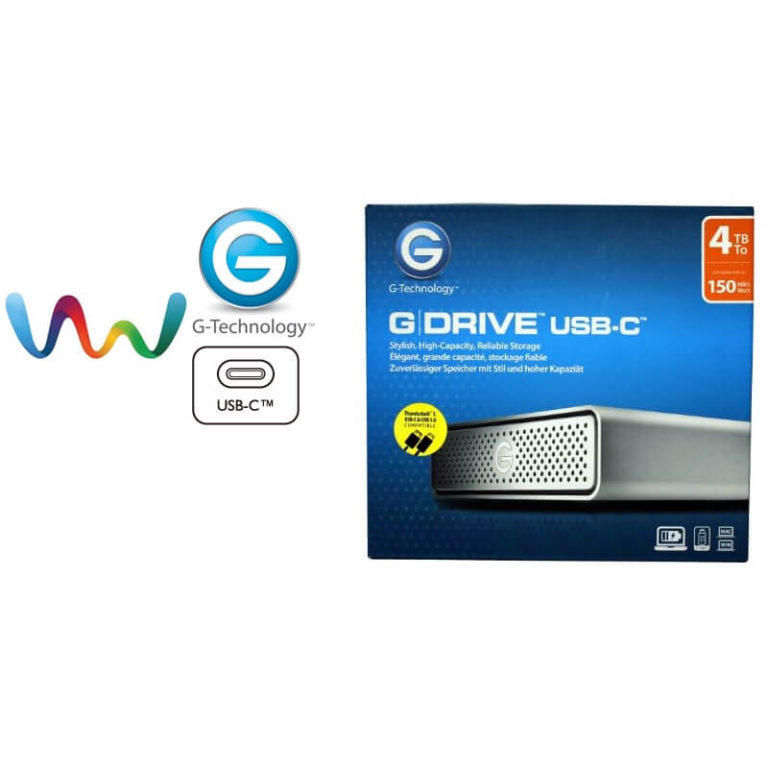 G-Technology™
USB-C™
G-Technology™
G|DRIVE™ USB-C™
Stylish, High-Capacity, Reliable Storage
Élégant, grande capacité, stockage fiable
Zuverlässiger Speicher mit Stil und hoher Kapazität
4 TB
To
150 MB/s
Mo/s
Thunderbolt™ 3,
USB-C & USB 3.0
COMPATIBLE
MAC